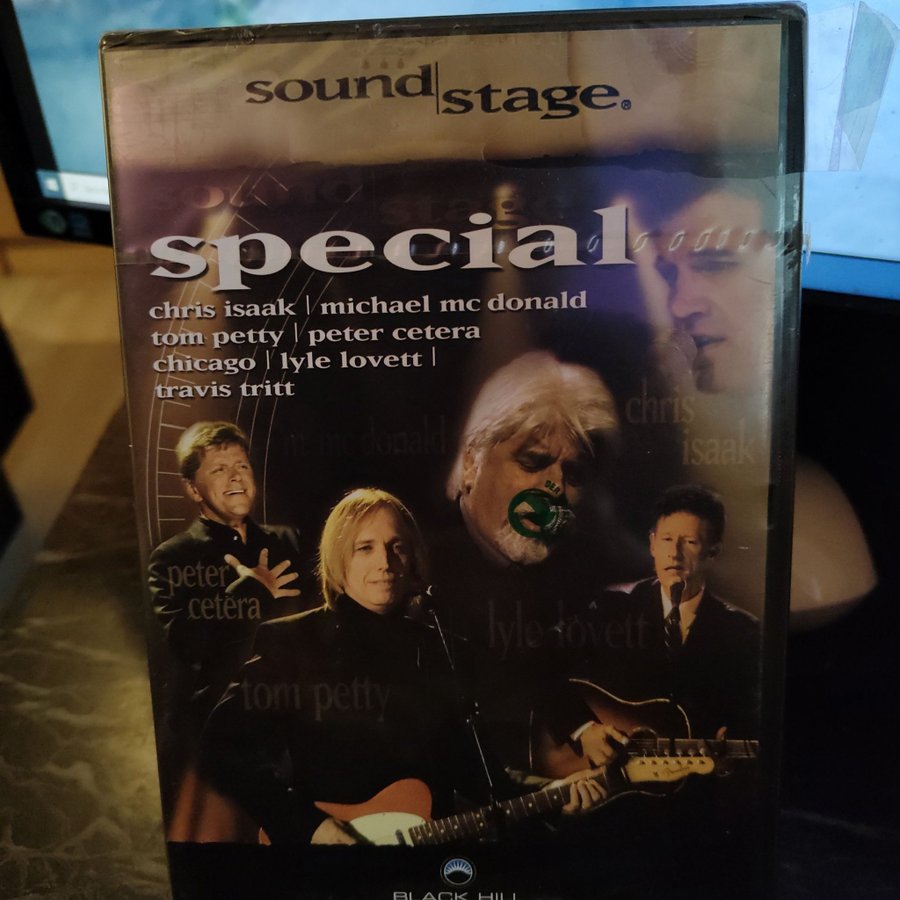 sound|stage®
special
chris isaak | michael mc donald
tom petty | peter cetera
chicago | lyle lovett |
travis tritt
mc donald
chris
isaak
peter
cetera
lyle lovett
tom petty
BLACK HILL